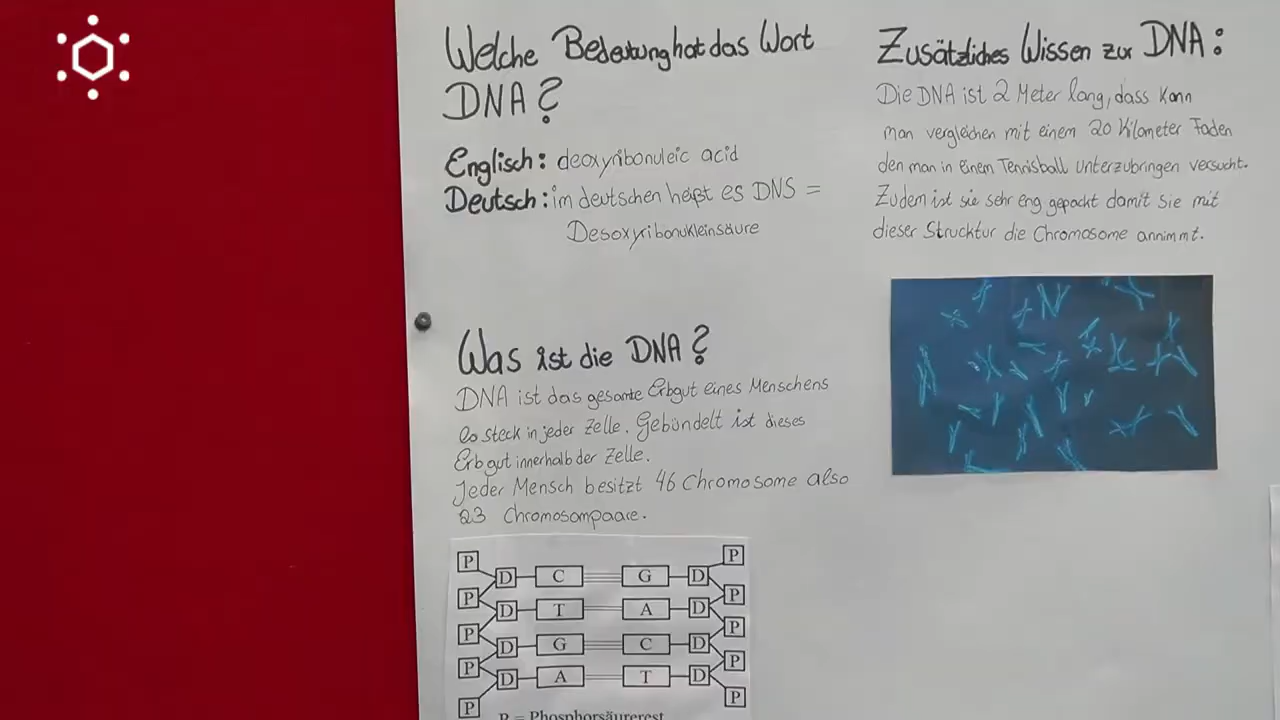 Welche Bedeutung hat das Wort
DNA?
Englisch: deoxyribonuleic acid
Deutsch: im deutschen heißt es DNS =
Desoxyribonukleinsäure
Was ist die DNA?
DNA ist das gesamte Erbgut eines Menschens
es steck in jeder Zelle. Gebündelt ist dieses
Erbgut innerhalb der Zelle.
Jeder Mensch besitzt 46 Chromosome also
23 Chromosompaare.
P P
D C G D
P P
D T A D
P P
D G C D
P P
D A T D
P P
P = Phosphorsäurerest
Zusätzliches Wissen zur DNA:
Die DNA ist 2 Meter lang, dass kann
man vergleichen mit einem 20 Kilometer Faden
den man in einem Tennisball unterzubringen versucht.
Zudem ist sie sehr eng gepackt damit sie mit
dieser Strucktur die Chromosome annimmt.